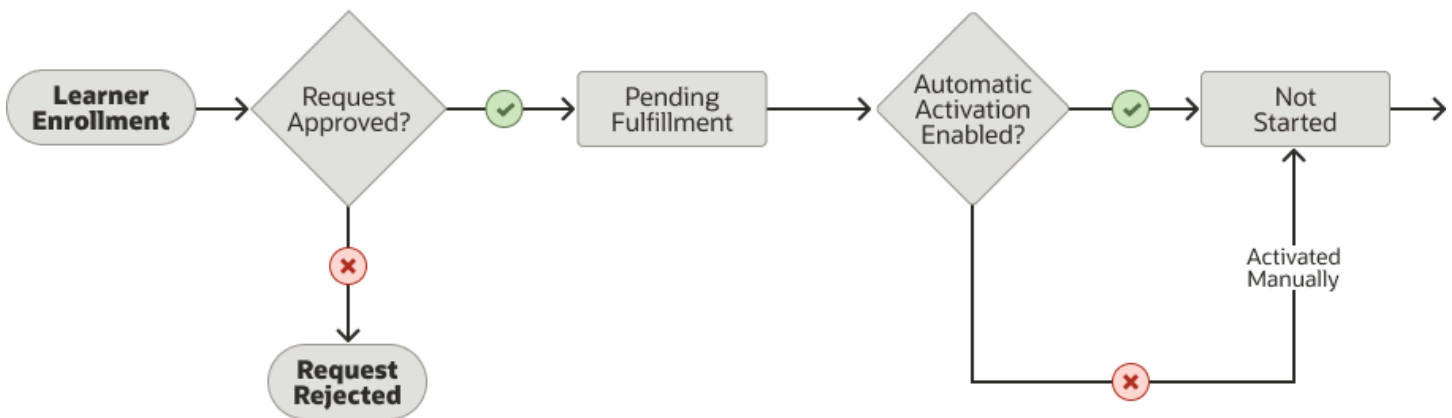 Learner
Enrollment
Request
Approved?
Pending
Fulfillment
Automatic
Activation
Enabled?
Not
Started
Activated
Manually
Request
Rejected